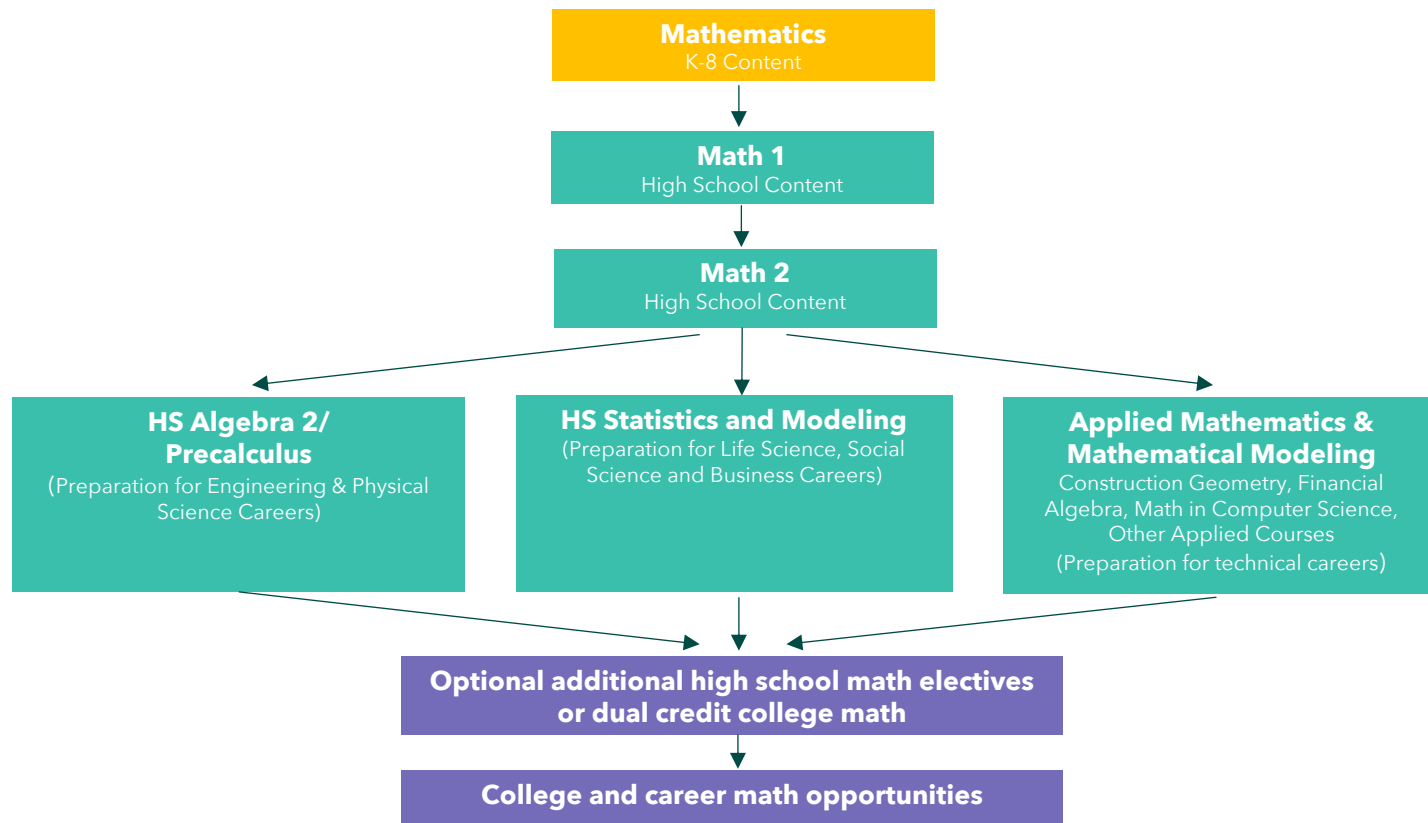 Mathematics
K-8 Content
Math 1
High School Content
Math 2
High School Content
HS Algebra 2/
Precalculus
(Preparation for Engineering & Physical
Science Careers)
HS Statistics and Modeling
(Preparation for Life Science, Social
Science and Business Careers)
Applied Mathematics &
Mathematical Modeling
Construction Geometry, Financial
Algebra, Math in Computer Science,
Other Applied Courses
(Preparation for technical careers)
Optional additional high school math electives
or dual credit college math
College and career math opportunities